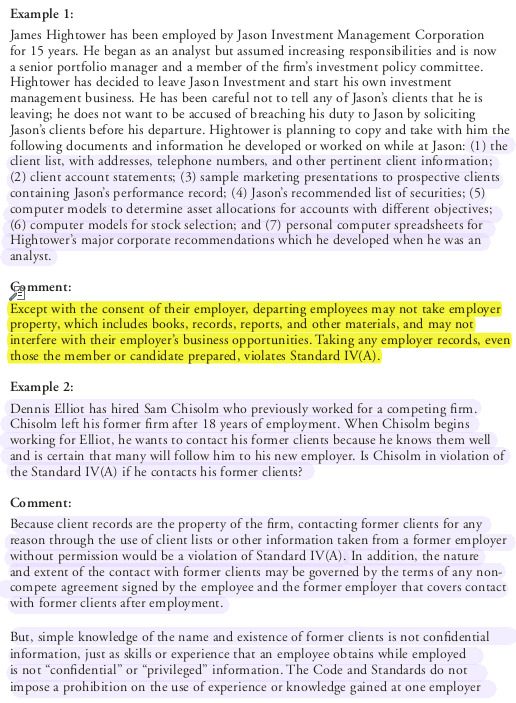 Example 1:
James Hightower has been employed by Jason Investment Management Corporation
for 15 years. He began as an analyst but assumed increasing responsibilities and is now
a senior portfolio manager and a member of the firm's investment policy committee.
Hightower has decided to leave Jason Investment and start his own investment
management business. He has been careful not to tell any of Jason's clients that he is
leaving; he does not want to be accused of breaching his duty to Jason by soliciting
Jason's clients before his departure. Hightower is planning to copy and take with him the
following documents and information he developed or worked on while at Jason: (1) the
client list, with addresses, telephone numbers, and other pertinent client information;
(2) client account statements; (3) sample marketing presentations to prospective clients
containing Jason's performance record; (4) Jason's recommended list of securities; (5)
computer models to determine asset allocations for accounts with different objectives;
(6) computer models for stock selection; and (7) personal computer spreadsheets for
Hightower's major corporate recommendations which he developed when he was an
analyst.
Comment:
Except with the consent of their employer, departing employees may not take employer
property, which includes books, records, reports, and other materials, and may not
interfere with their employer's business opportunities. Taking any employer records, even
those the member or candidate prepared, violates Standard IV(A).
Example 2:
Dennis Elliot has hired Sam Chisolm who previously worked for a competing firm.
Chisolm left his former firm after 18 years of employment. When Chisolm begins
working for Elliot, he wants to contact his former clients because he knows them well
and is certain that many will follow him to his new employer. Is Chisolm in violation of
the Standard IV(A) if he contacts his former clients?
Comment:
Because client records are the property of the firm, contacting former clients for any
reason through the use of client lists or other information taken from a former employer
without permission would be a violation of Standard IV(A). In addition, the nature
and extent of the contact with former clients may be governed by the terms of any non-
compete agreement signed by the employee and the former employer that covers contact
with former clients after employment.
But, simple knowledge of the name and existence of former clients is not confidential
information, just as skills or experience that an employee obtains while employed
is not "confidential" or "privileged" information. The Code and Standards do not
impose a prohibition on the use of experience or knowledge gained at one employer